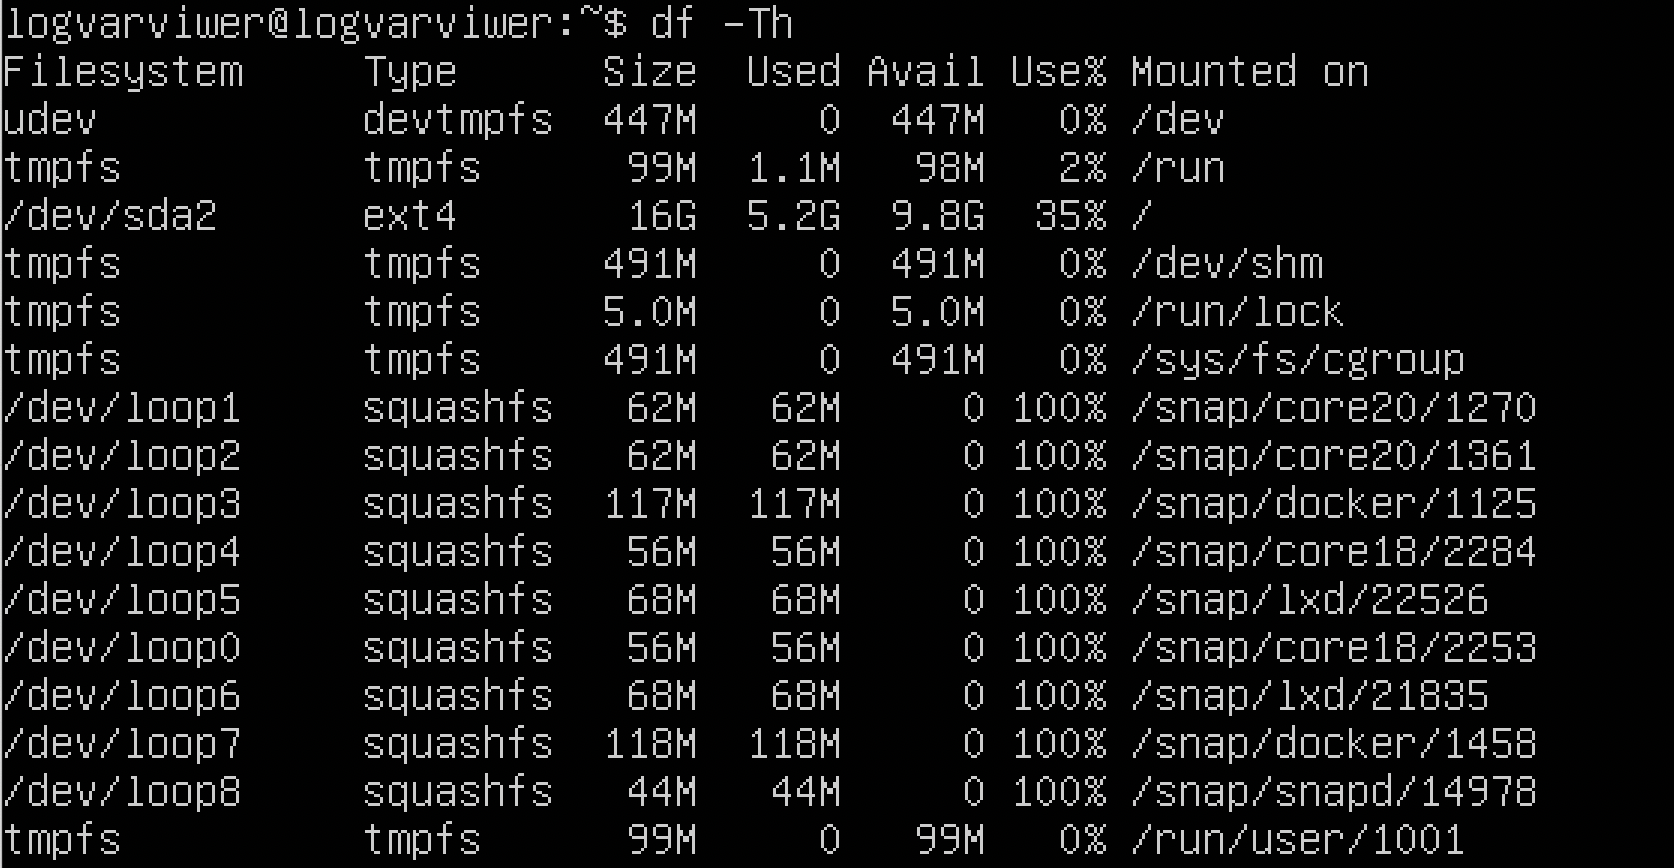 logvarviwer@logvarviwer:~$ df -Th
Filesystem     Type      Size  Used Avail Use% Mounted on
udev           devtmpfs  447M     0  447M   0% /dev
tmpfs          tmpfs      99M  1.1M   98M   2% /run
/dev/sda2      ext4       16G  5.2G  9.8G  35% /
tmpfs          tmpfs     491M     0  491M   0% /dev/shm
tmpfs          tmpfs     5.0M     0  5.0M   0% /run/lock
tmpfs          tmpfs     491M     0  491M   0% /sys/fs/cgroup
/dev/loop1     squashfs   62M   62M     0 100% /snap/core20/1270
/dev/loop2     squashfs   62M   62M     0 100% /snap/core20/1361
/dev/loop3     squashfs  117M  117M     0 100% /snap/docker/1125
/dev/loop4     squashfs   56M   56M     0 100% /snap/core18/2284
/dev/loop5     squashfs   68M   68M     0 100% /snap/lxd/22526
/dev/loop0     squashfs   56M   56M     0 100% /snap/core18/2253
/dev/loop6     squashfs   68M   68M     0 100% /snap/lxd/21835
/dev/loop7     squashfs  118M  118M     0 100% /snap/docker/1458
/dev/loop8     squashfs   44M   44M     0 100% /snap/snapd/14978
tmpfs          tmpfs      99M     0   99M   0% /run/user/1001